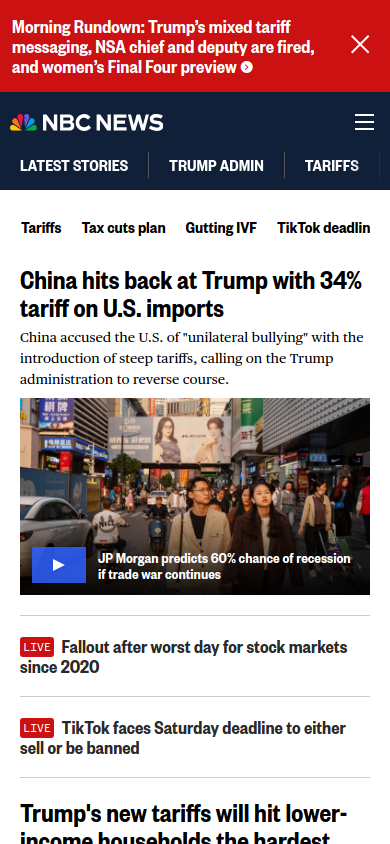 Morning Rundown: Trump’s mixed tariff
messaging, NSA chief and deputy are fired,
and women’s Final Four preview
NBC NEWS
LATEST STORIES
TRUMP ADMIN
TARIFFS
Tariffs
Tax cuts plan
Gutting IVF
TikTok deadlin
China hits back at Trump with 34%
tariff on U.S. imports
China accused the U.S. of "unilateral bullying" with the
introduction of steep tariffs, calling on the Trump
administration to reverse course.
棋牌
JP Morgan predicts 60% chance of recession
if trade war continues
LIVE Fallout after worst day for stock markets
since 2020
LIVE TikTok faces Saturday deadline to either
sell or be banned
Trump's new tariffs will hit lower-
income households the hardest